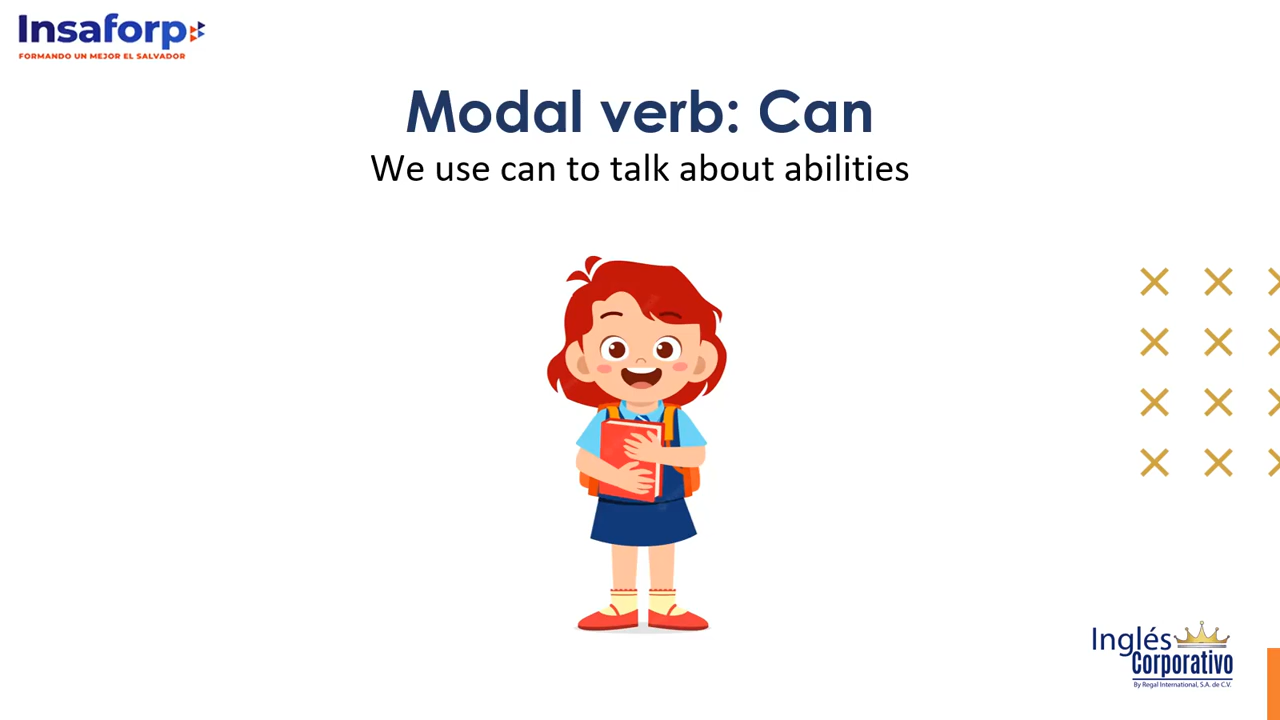 Insaforp
FORMANDO UN MEJOR EL SALVADOR
Modal verb: Can
We use can to talk about abilities
Inglés
Corporativo
By Regal International, S.A. de C.V.